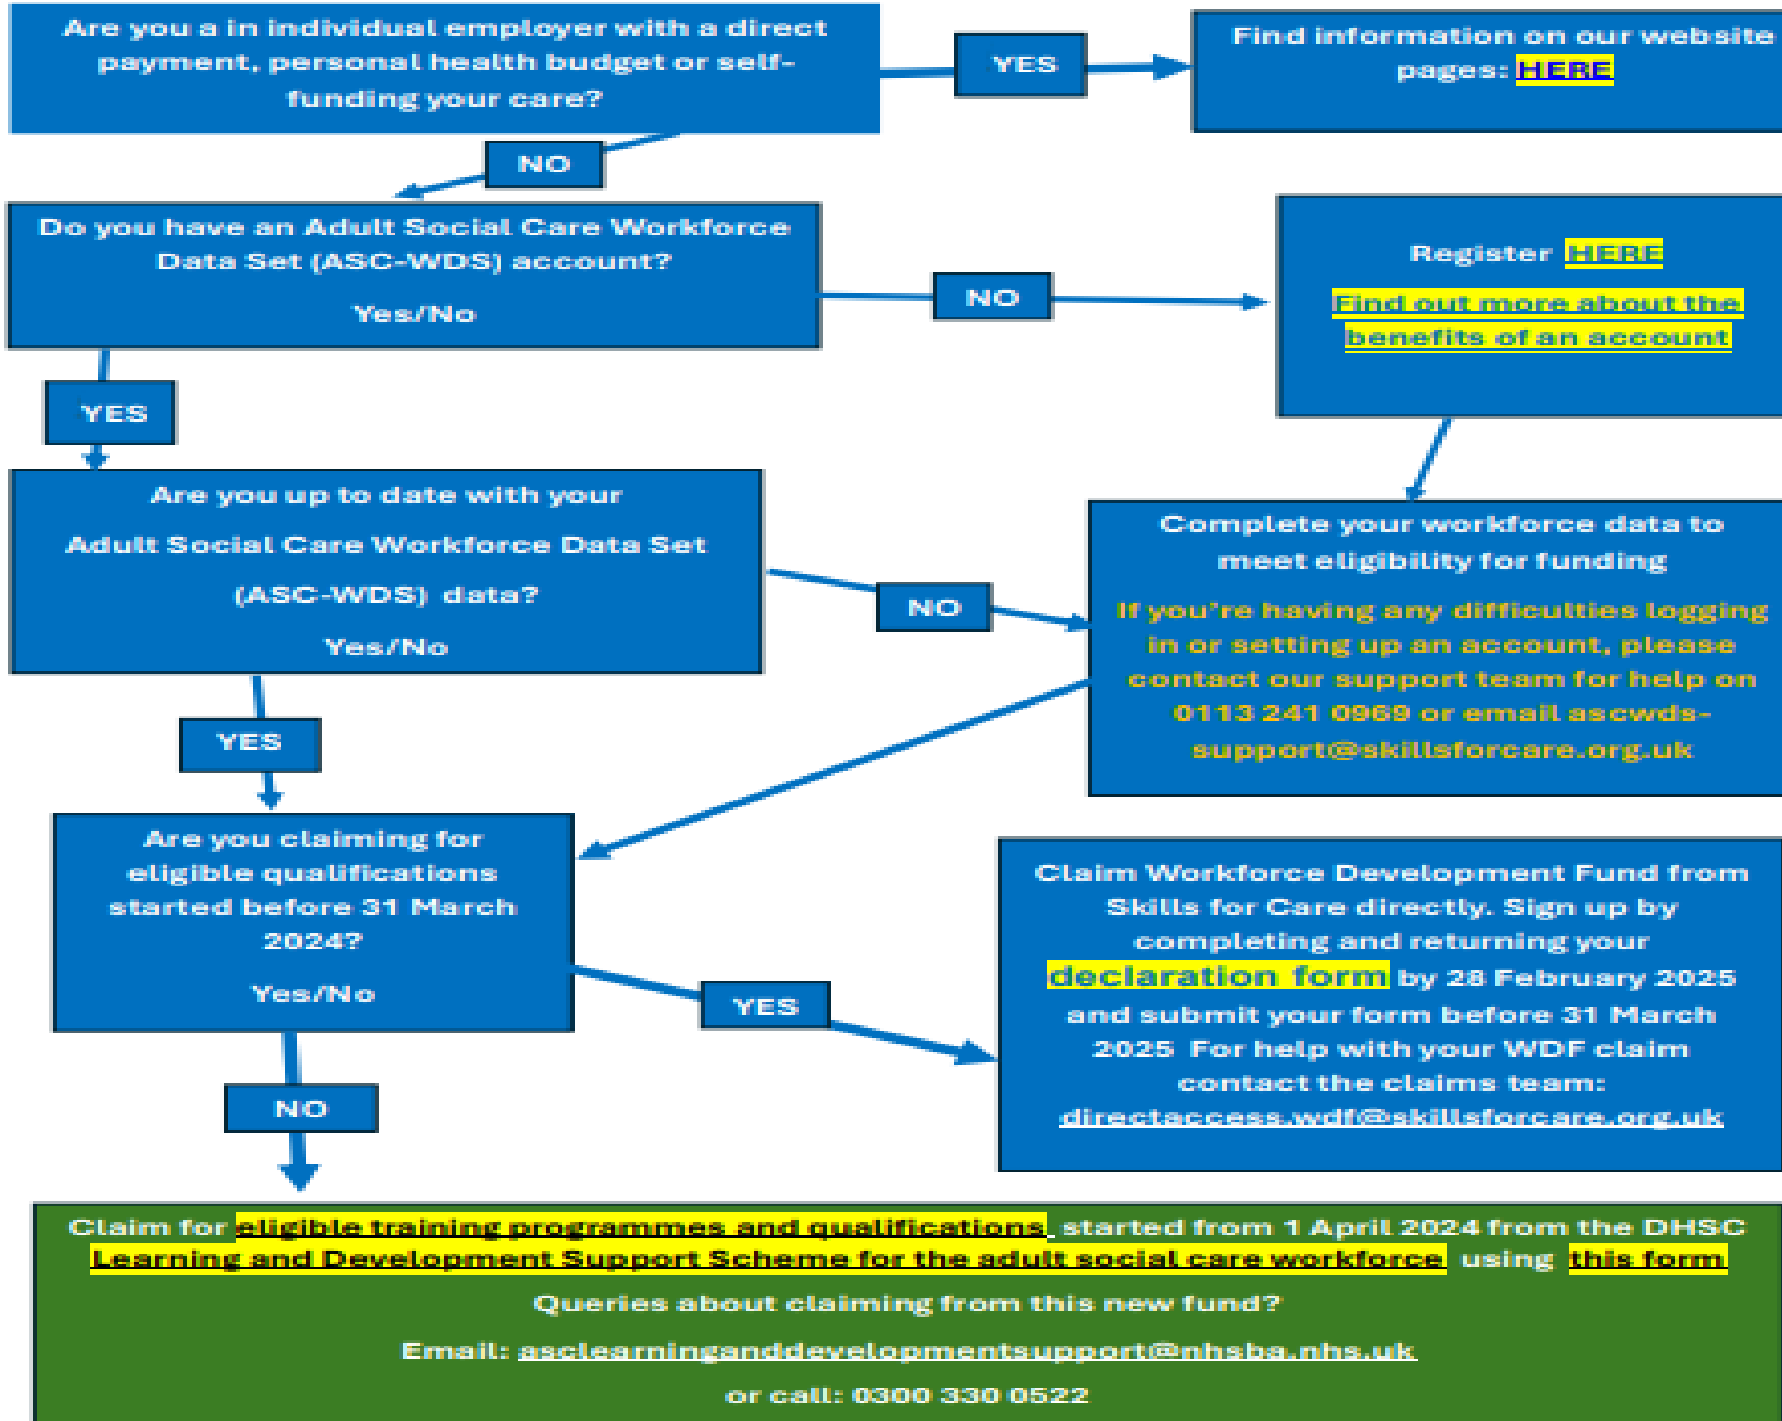 Are you a in individual employer with a direct
payment, personal health budget or self-
funding your care?
YES
Find information on our website
pages: HERE
NO
Do you have an Adult Social Care Workforce
Data Set (ASC-WDS) account?
Yes/No
NO
Register HERE
Find out more about the
benefits of an account
YES
Are you up to date with your
Adult Social Care Workforce Data Set
(ASC-WDS) data?
Yes/No
NO
Complete your workforce data to
meet eligibility for funding
If you're having any difficulties logging
in or setting up an account, please
contact our support team for help on
0113 241 0969 or email ascwds-
support@skillsforcare.org.uk
YES
Are you claiming for
eligible qualifications
started before 31 March
2024?
Yes/No
YES
Claim Workforce Development Fund from
Skills for Care directly. Sign up by
completing and returning your
declaration form by 28 February 2025
and submit your form before 31 March
2025 For help with your WDF claim
contact the claims team:
directaccess.wdf@skillsforcare.org.uk
NO
Claim for eligible training programmes and qualifications started from 1 April 2024 from the DHSC
Learning and Development Support Scheme for the adult social care workforce using this form
Queries about claiming from this new fund?
Email: asclearninganddevelopmentsupport@nhsba.nhs.uk
or call: 0300 330 0522